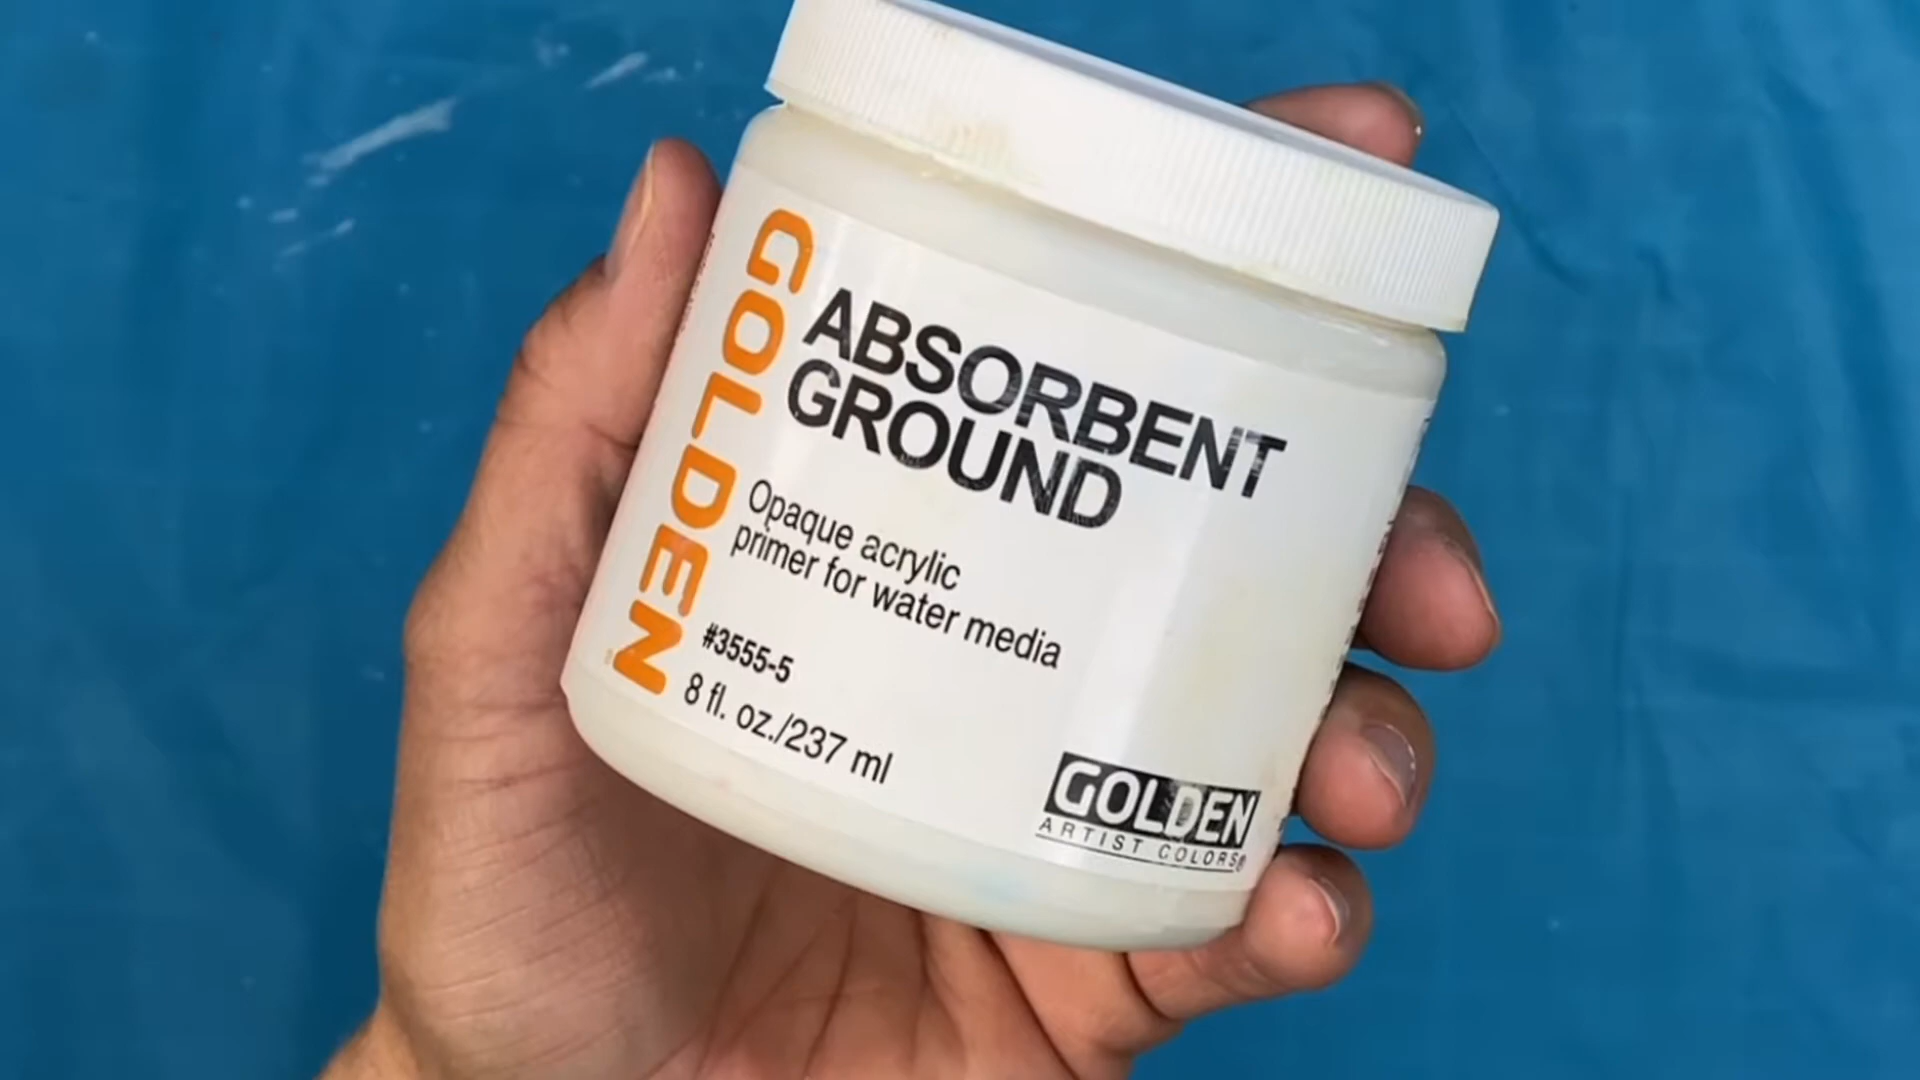 GOLDEN
ABSORBENT
GROUND
Opaque acrylic
primer for water media
#3555-5
8 fl. oz./237 ml
GOLDEN
ARTIST COLORS®